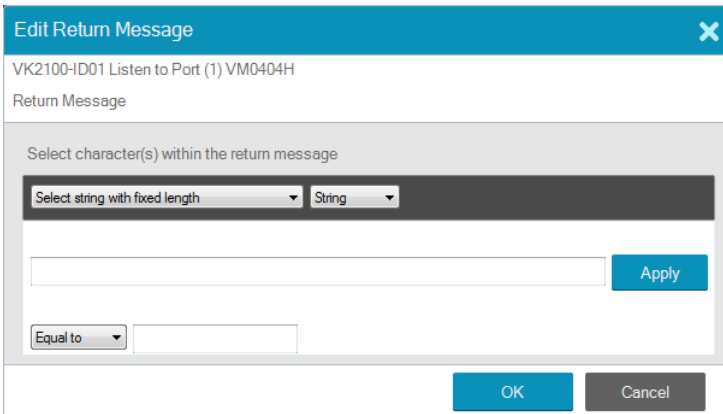 Edit Return Message
VK2100-ID01 Listen to Port (1) VM0404H
Return Message
Select character(s) within the return message
Select string with fixed length String
Apply
Equal to
OK Cancel